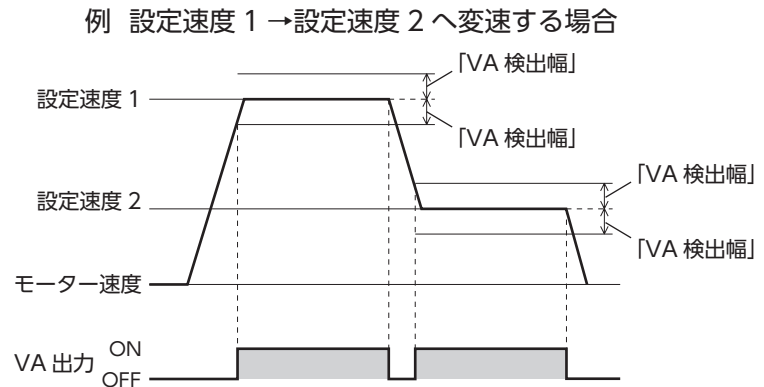 例 設定速度 1 →設定速度 2 へ変速する場合
「VA 検出幅」
設定速度 1
「VA 検出幅」
「VA 検出幅」
設定速度 2
「VA 検出幅」
モーター速度
VA 出力 ON
OFF